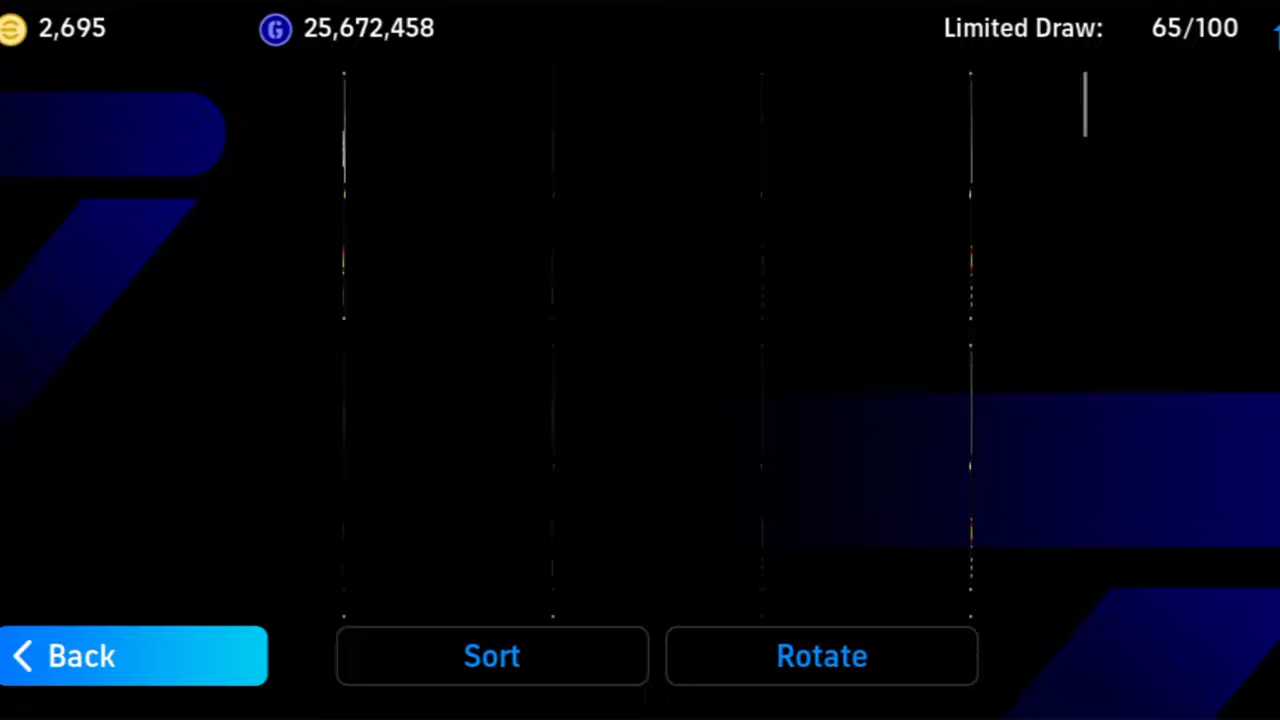 2,695
25,672,458
Limited Draw: 65/100
Back
Sort
Rotate